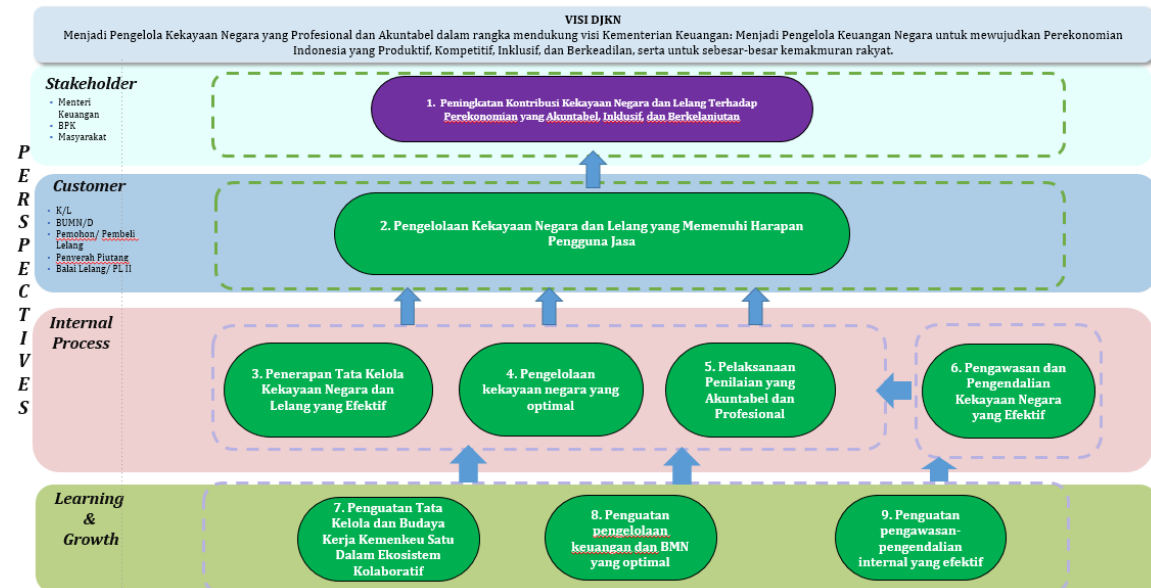 VISI DJKN
Menjadi Pengelola Kekayaan Negara yang Profesional dan Akuntabel dalam rangka mendukung visi Kementerian Keuangan: Menjadi Pengelola Keuangan Negara untuk mewujudkan Perekonomian
Indonesia yang Produktif, Kompetitif, Inklusif, dan Berkeadilan, serta untuk sebesar-besar kemakmuran rakyat.
PERSPECTIVES
Stakeholder
• Menteri
Keuangan
• BPK
• Masyarakat
1. Peningkatan Kontribusi Kekayaan Negara dan Lelang Terhadap
Perekonomian yang Akuntabel, Inklusif, dan Berkelanjutan
Customer
• K/L
• BUMN/D
• Pemohon/ Pembeli
Lelang
• Penyerah Piutang
• Balai Lelang/ PL II
2. Pengelolaan Kekayaan Negara dan Lelang yang Memenuhi Harapan
Pengguna Jasa
Internal
Process
3. Penerapan Tata Kelola
Kekayaan Negara dan
Lelang yang Efektif
4. Pengelolaan
kekayaan negara yang
optimal
5. Pelaksanaan
Penilaian yang
Akuntabel dan
Profesional
6. Pengawasan dan
Pengendalian
Kekayaan Negara
yang Efektif
Learning
&
Growth
7. Penguatan Tata
Kelola dan Budaya
Kerja Kemenkeu Satu
Dalam Ekosistem
Kolaboratif
8. Penguatan
pengelolaan
keuangan dan BMN
yang optimal
9. Penguatan
pengawasan-
pengendalian
internal yang efektif